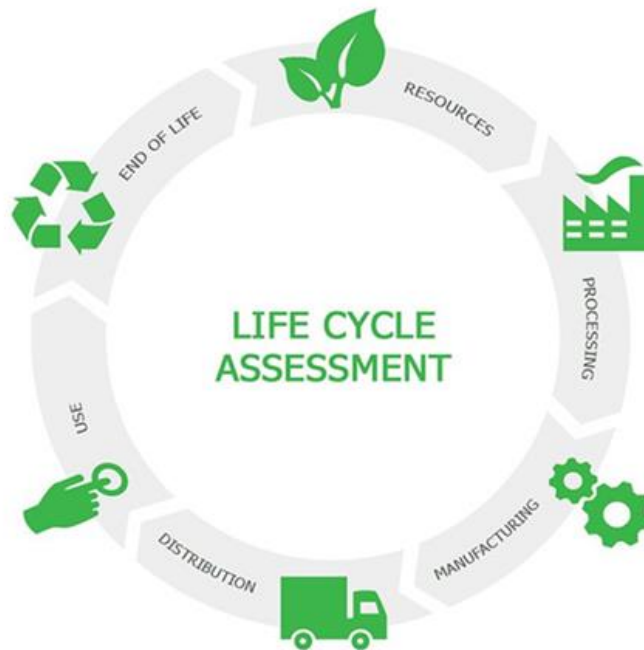 LIFE CYCLE
ASSESSMENT
RESOURCES
PROCESSING
MANUFACTURING
DISTRIBUTION
USE
END OF LIFE